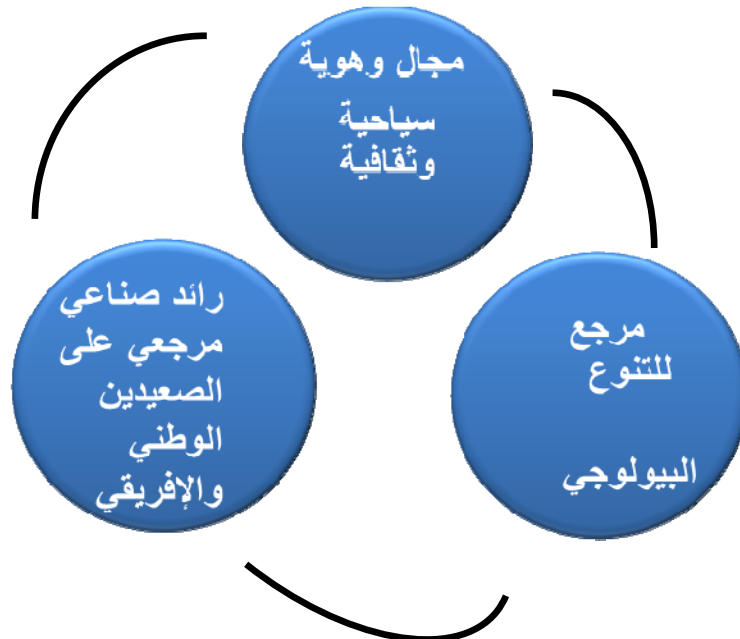 مجال وهوية
سياحية
وثقافية
مرجع
للتنوع
البيولوجي
رائد صناعي
مرجعي على
الصعيدين
الوطني
والإفريقي